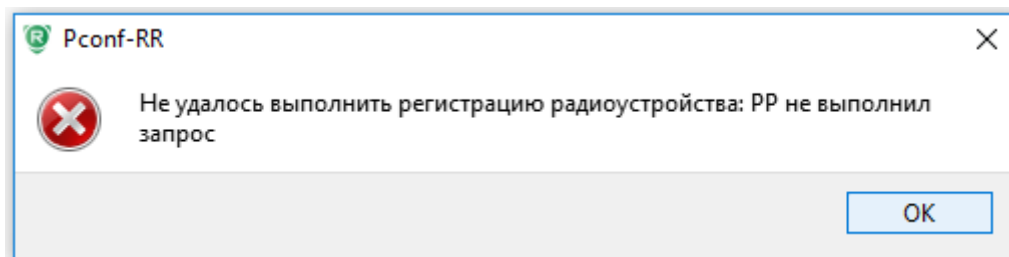 Pconf-RR
Не удалось выполнить регистрацию радиоустройства: РР не выполнил
запрос
OK